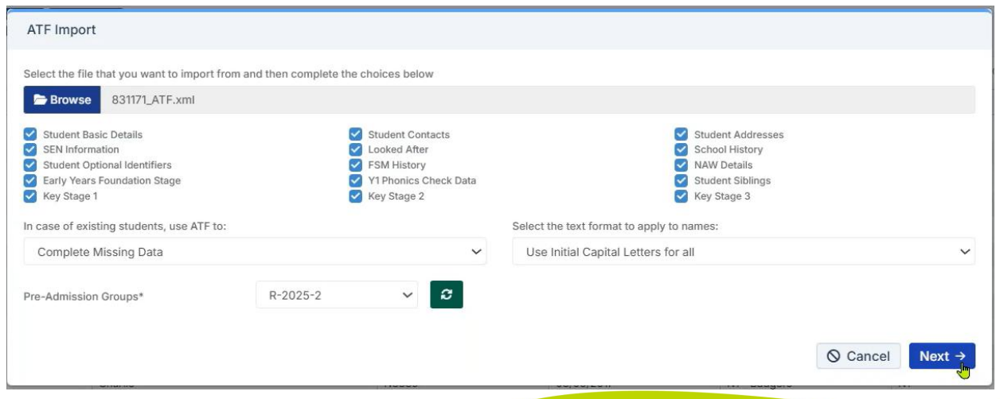 ATF Import
Select the file that you want to import from and then complete the choices below
Browse 831171_ATF.xml
Student Basic Details Student Contacts Student Addresses
SEN Information Looked After School History
Student Optional Identifiers FSM History NAW Details
Early Years Foundation Stage Y1 Phonics Check Data Student Siblings
Key Stage 1 Key Stage 2 Key Stage 3
In case of existing students, use ATF to: Select the text format to apply to names:
Complete Missing Data Use Initial Capital Letters for all
Pre-Admission Groups* R-2025-2
Cancel Next →